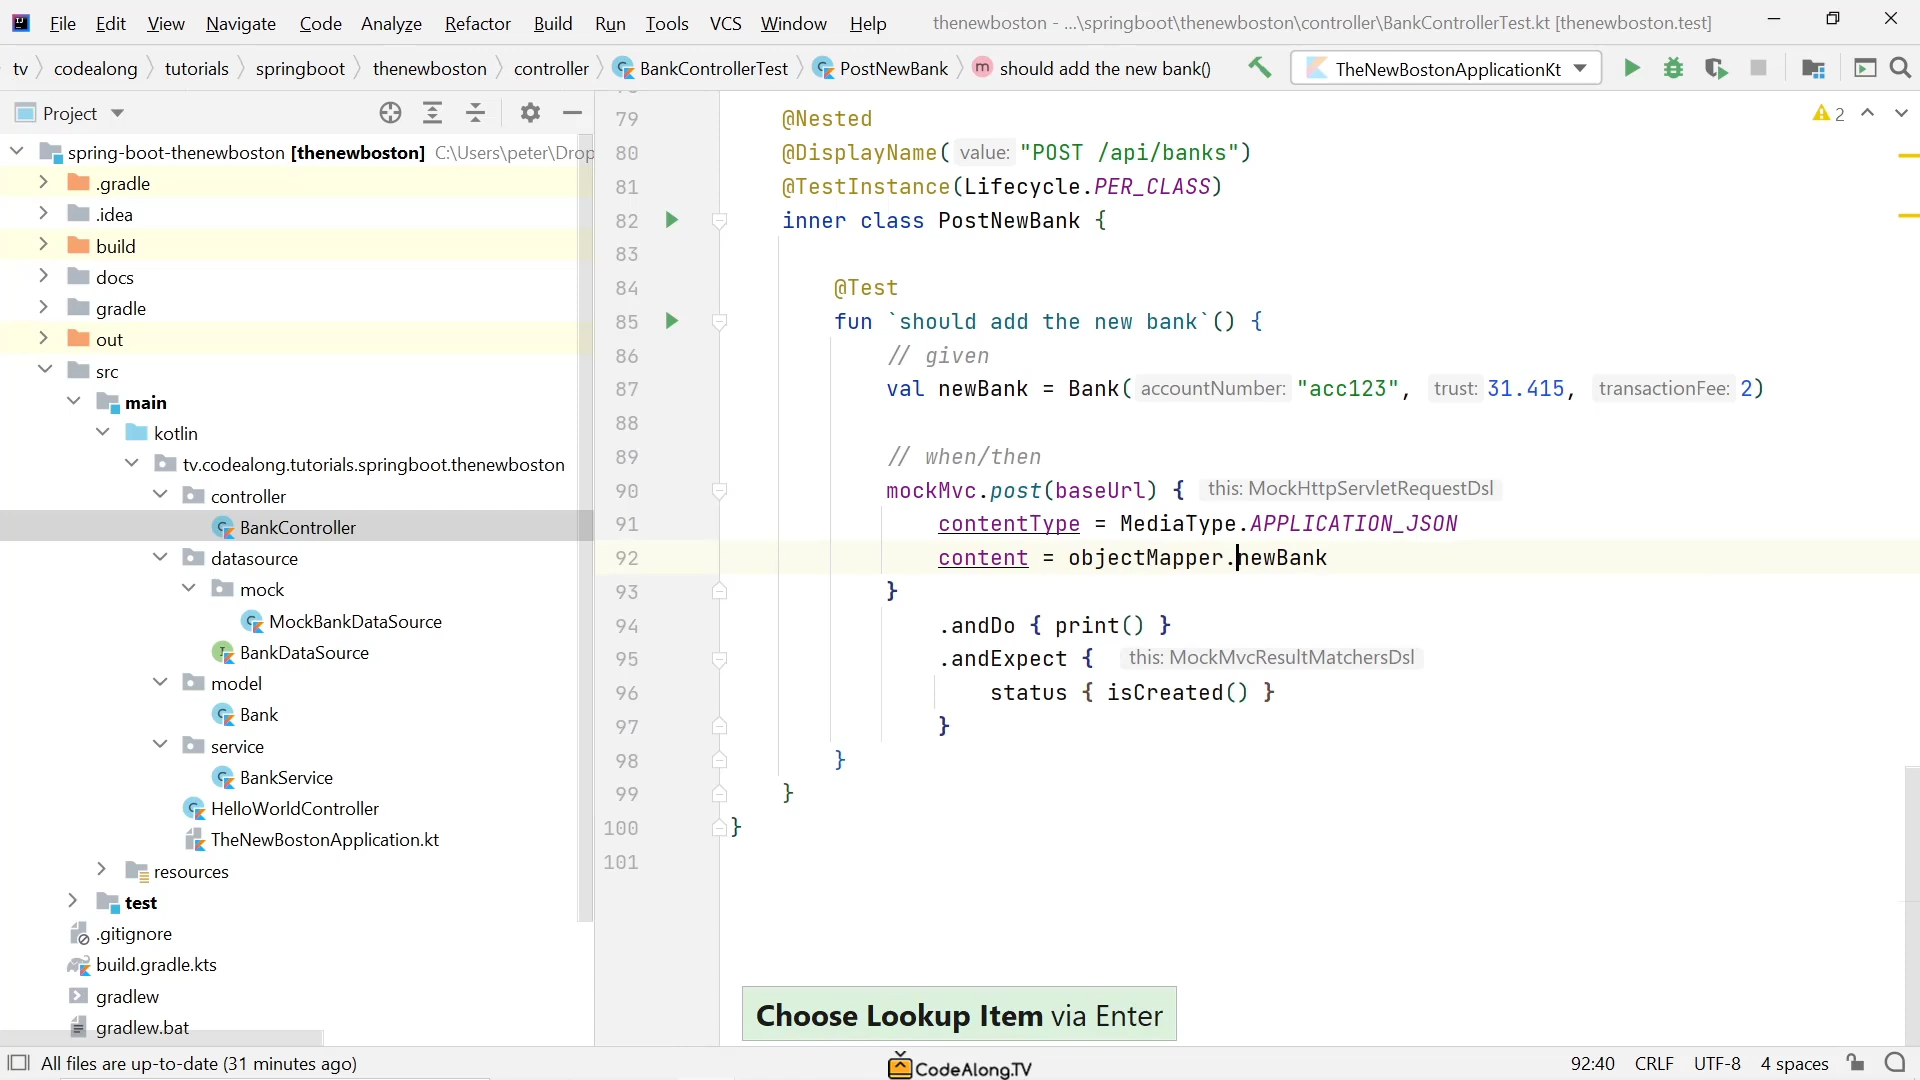 File Edit View Navigate Code Analyze Refactor Build Run Tools VCS Window Help thenewboston - ...\springboot\thenewboston\controller\BankControllerTest.kt [thenewboston.test]
tv codealong tutorials springboot thenewboston controller BankControllerTest PostNewBank m should add the new bank() TheNewBostonApplicationKt
Project
2
spring-boot-thenewboston [thenewboston] C:\Users\peter\Drop
.gradle
.idea
build
docs
gradle
out
src
main
kotlin
tv.codealong.tutorials.springboot.thenewboston
controller
BankController
datasource
mock
MockBankDataSource
BankDataSource
model
Bank
service
BankService
HelloWorldController
TheNewBostonApplication.kt
resources
test
.gitignore
build.gradle.kts
gradlew
gradlew.bat
79 @Nested
80 @DisplayName( value: "POST /api/banks")
81 @TestInstance(Lifecycle.PER_CLASS)
82 inner class PostNewBank {
83
84 @Test
85 fun `should add the new bank`() {
86 // given
87 val newBank = Bank( accountNumber: "acc123", trust: 31.415, transactionFee: 2)
88
89 // when/then
90 mockMvc.post(baseUrl) { this: MockHttpServletRequestDsl
91 contentType = MediaType.APPLICATION_JSON
92 content = objectMapper.newBank
93 }
94 .andDo { print() }
95 .andExpect { this: MockMvcResultMatchersDsl
96 status { isCreated() }
97 }
98 }
99 }
100 }
101
Choose Lookup Item via Enter
All files are up-to-date (31 minutes ago) CodeAlong.TV 92:40 CRLF UTF-8 4 spaces